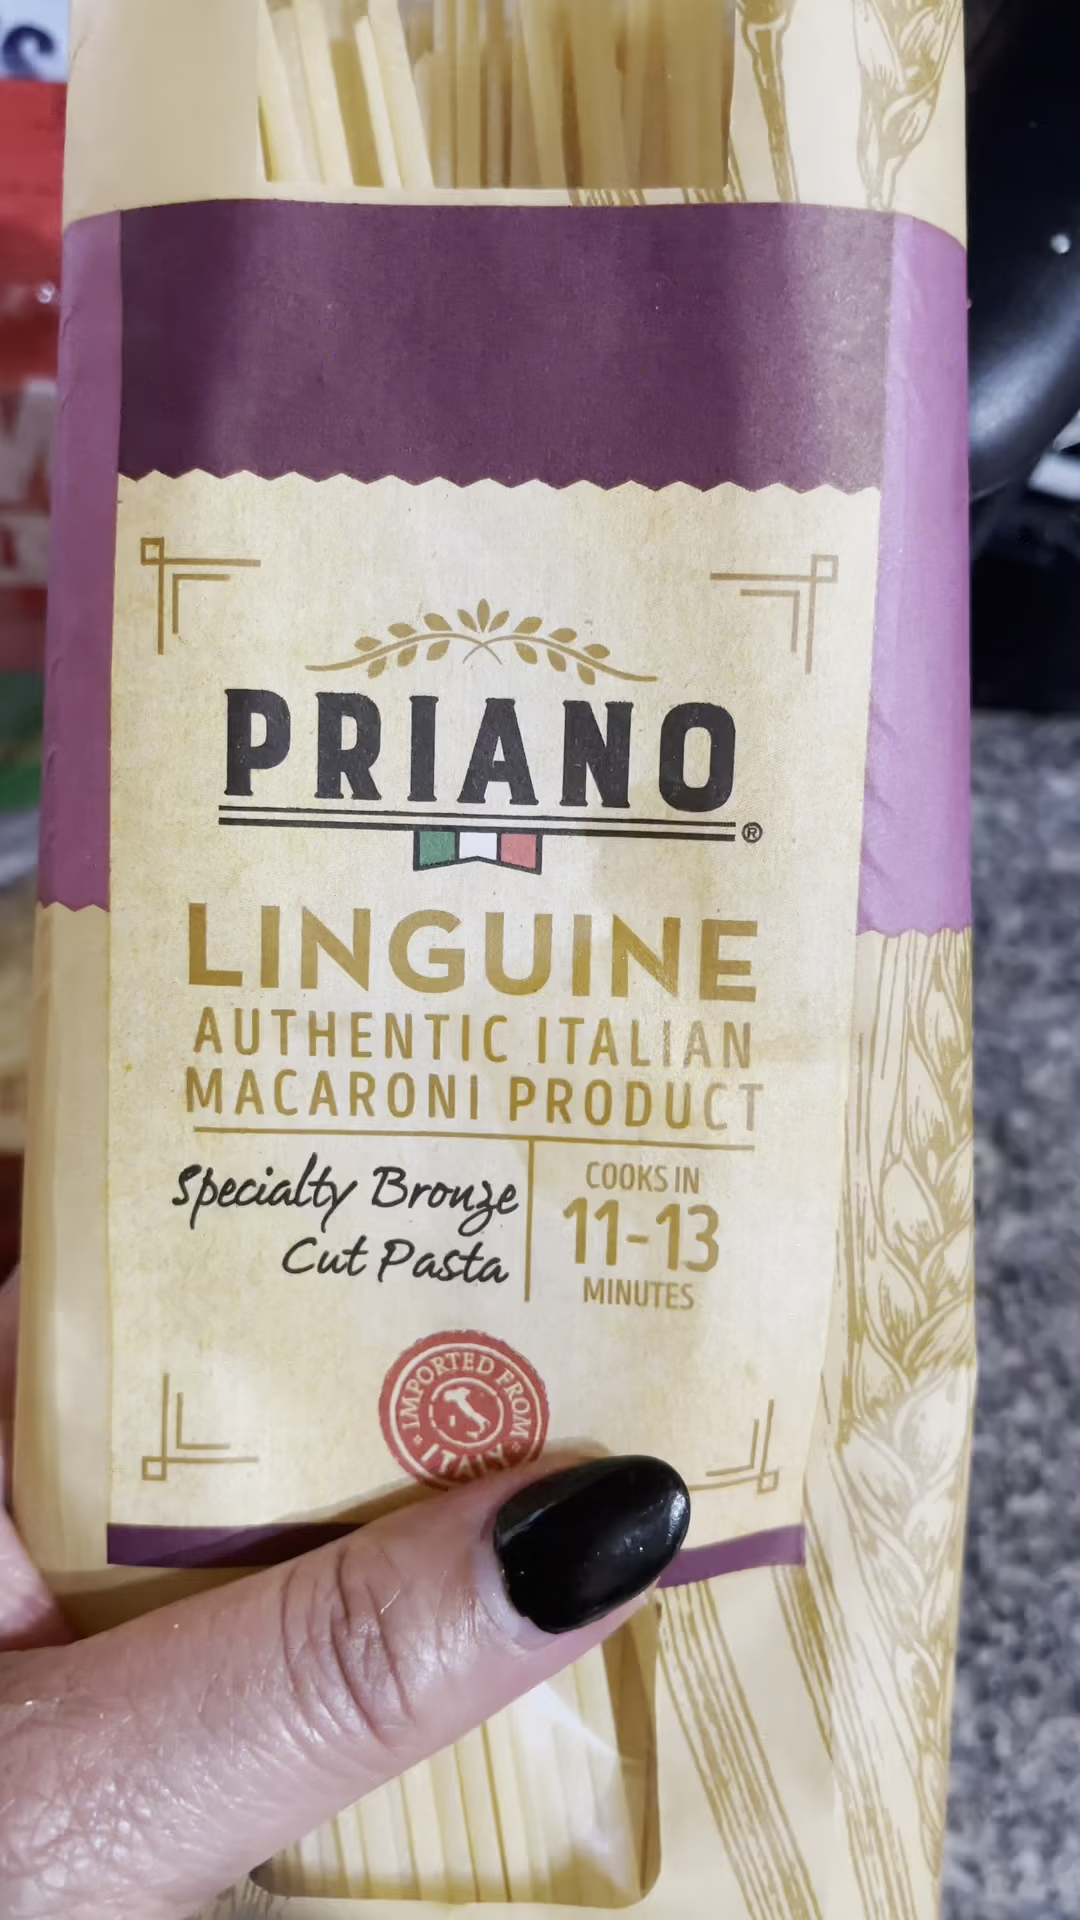 PRIANO
®
LINGUINE
AUTHENTIC ITALIAN
MACARONI PRODUCT
Specialty Bronze
Cut Pasta
COOKS IN
11-13
MINUTES
IMPORTED FROM
ITALY